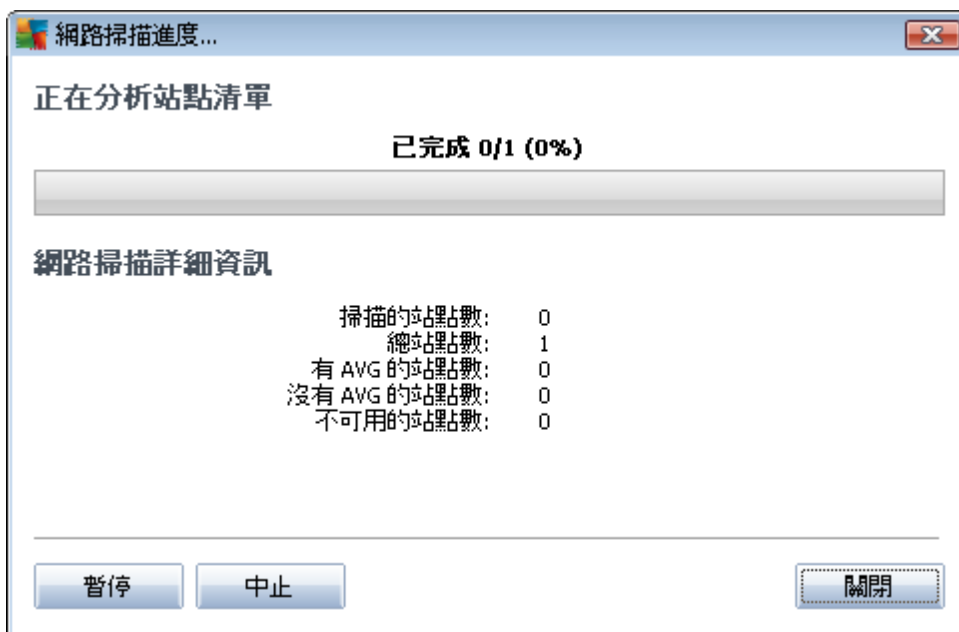 網路掃描進度...
正在分析站點清單
已完成 0/1 (0%)
網路掃描詳細資訊
掃描的站點數: 0
總站點數: 1
有 AVG 的站點數: 0
沒有 AVG 的站點數: 0
不可用的站點數: 0
暫停 中止 關閉